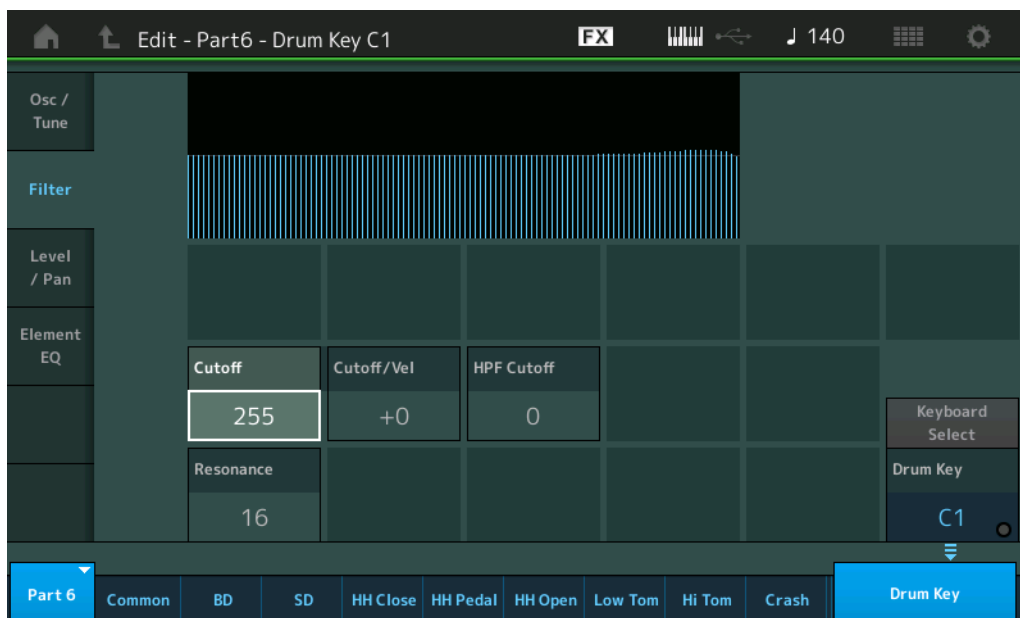 Edit - Part6 - Drum Key C1
FX
♩ 140
Osc /
Tune
Filter
Level
/ Pan
Element
EQ
Cutoff
255
Cutoff/Vel
+0
HPF Cutoff
0
Resonance
16
Keyboard
Select
Drum Key
C1
Part 6
Common
BD
SD
HH Close
HH Pedal
HH Open
Low Tom
Hi Tom
Crash
Drum Key